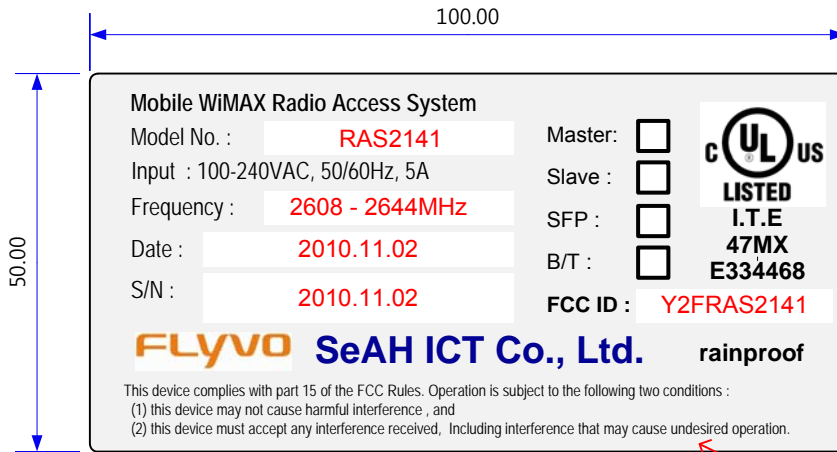 100.00
50.00
Mobile WiMAX Radio Access System
Model No. : RAS2141
Input : 100-240VAC, 50/60Hz, 5A
Frequency : 2608 - 2644MHz
Date : 2010.11.02
S/N : 2010.11.02
Master:
Slave :
SFP :
B/T :
C UL US
®
LISTED
I.T.E
47MX
E334468
FCC ID : Y2FRAS2141
FLYVO SeAH ICT Co., Ltd. rainproof
This device complies with part 15 of the FCC Rules. Operation is subject to the following two conditions :
(1) this device may not cause harmful interference , and
(2) this device must accept any interference received, Including interference that may cause undesired operation.